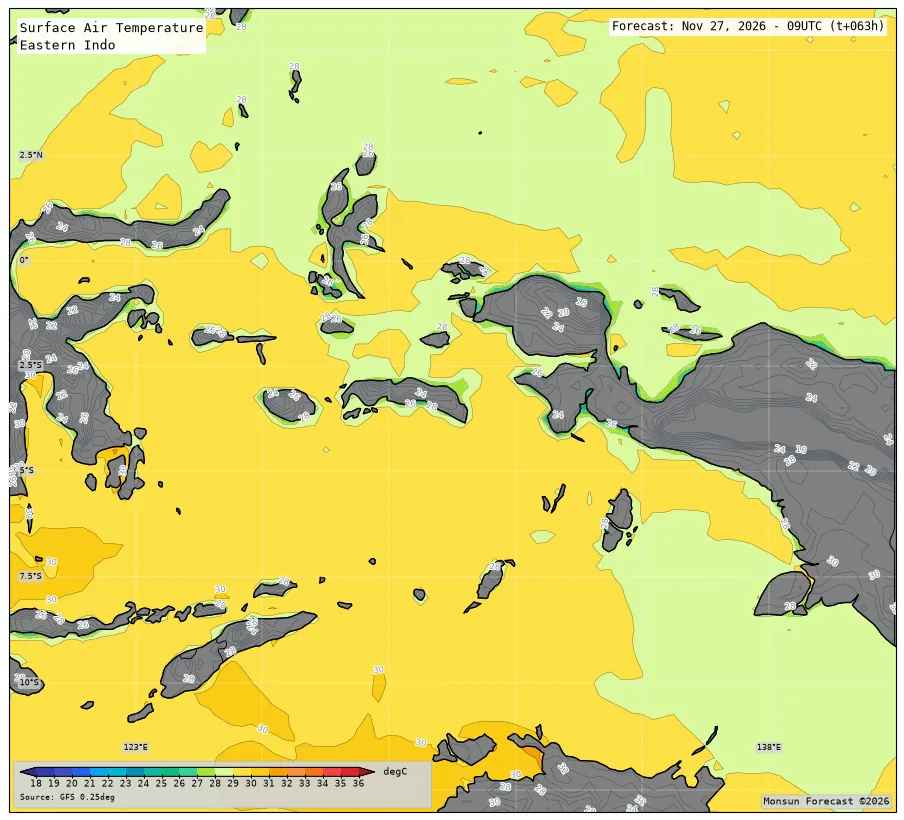 Surface Air Temperature
Eastern Indo
Forecast: Nov 27, 2026 - 09UTC (t+063h)
2.5°N
0°
2.5°S
5°S
7.5°S
10°S
123°E
138°E
degC
18 19 20 21 22 23 24 25 26 27 28 29 30 31 32 33 34 35 36
Source: GFS 0.25deg
Monsun Forecast ©2026